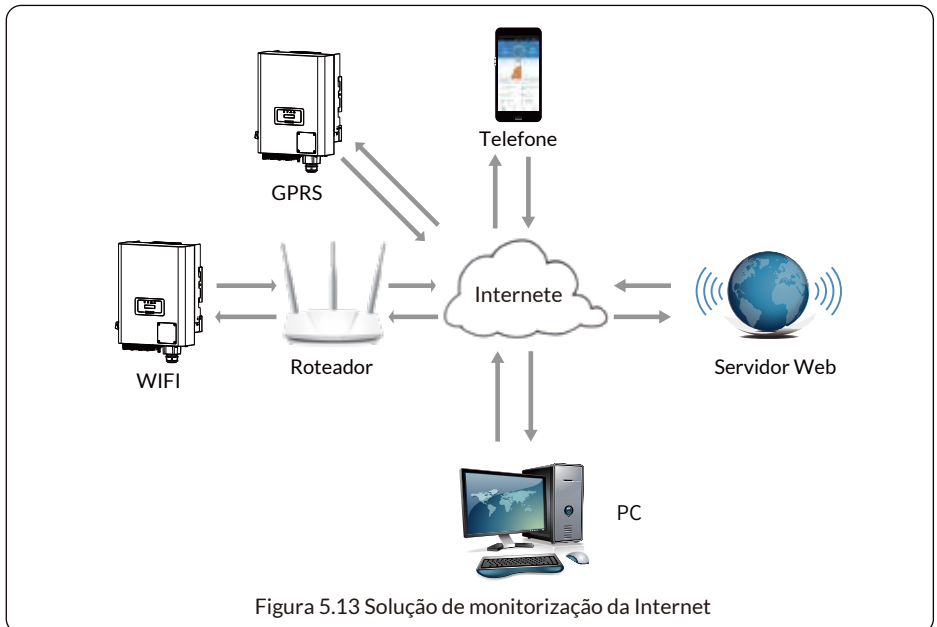 Telefone
GPRS
Internete
WIFI
Roteador
Servidor Web
PC
Figura 5.13 Solução de monitorização da Internet